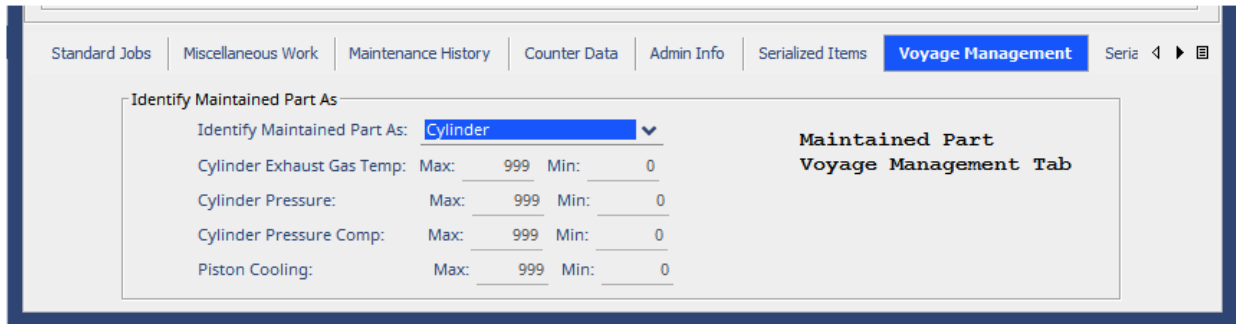 Standard Jobs Miscellaneous Work Maintenance History Counter Data Admin Info Serialized Items Voyage Management Seria
Identify Maintained Part As
Identify Maintained Part As: Cylinder
Cylinder Exhaust Gas Temp: Max: 999 Min: 0
Cylinder Pressure: Max: 999 Min: 0
Cylinder Pressure Comp: Max: 999 Min: 0
Piston Cooling: Max: 999 Min: 0
Maintained Part
Voyage Management Tab